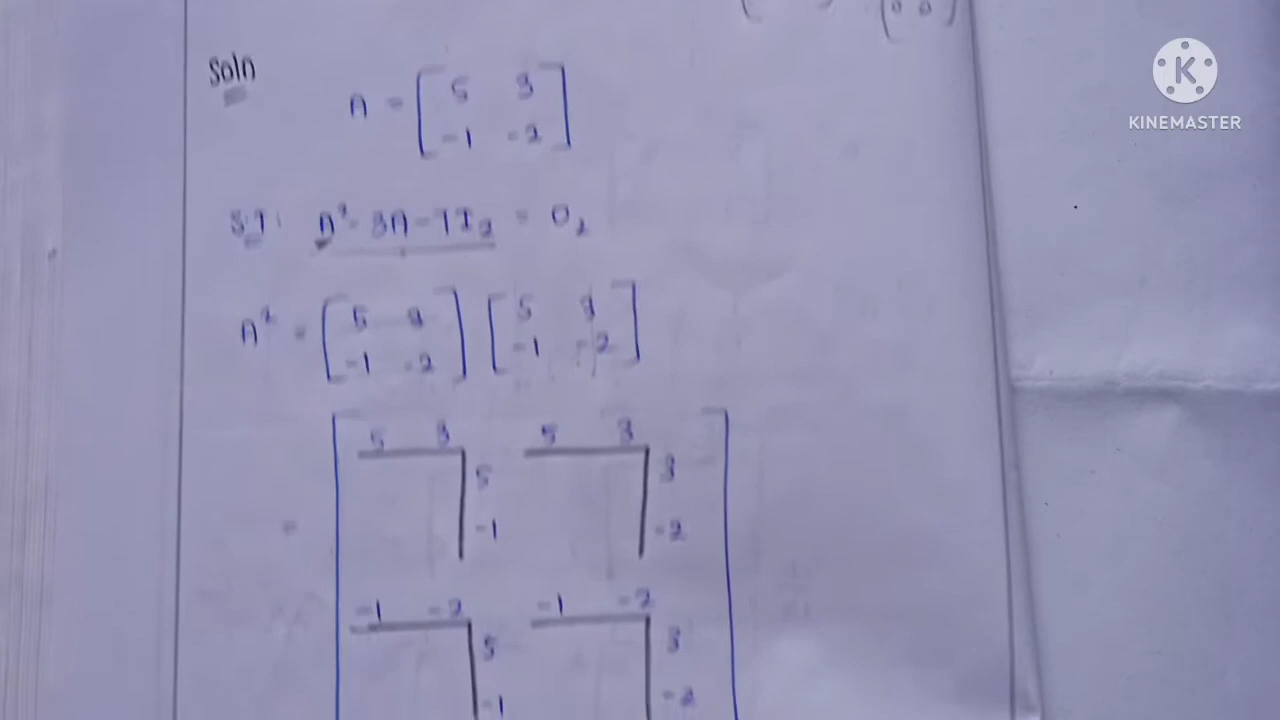 Soln
KINEMASTER
A = [ 5 3
-1 -2 ]
S.T: A² - 3A - 7I₂ = O₂
A² = [ 5 3
-1 -2 ] [ 5 3
-1 -2 ]
= [ 5 3 5 3
5 3
-1 -2
-1 -2 -1 -2
5 3
-1 -2